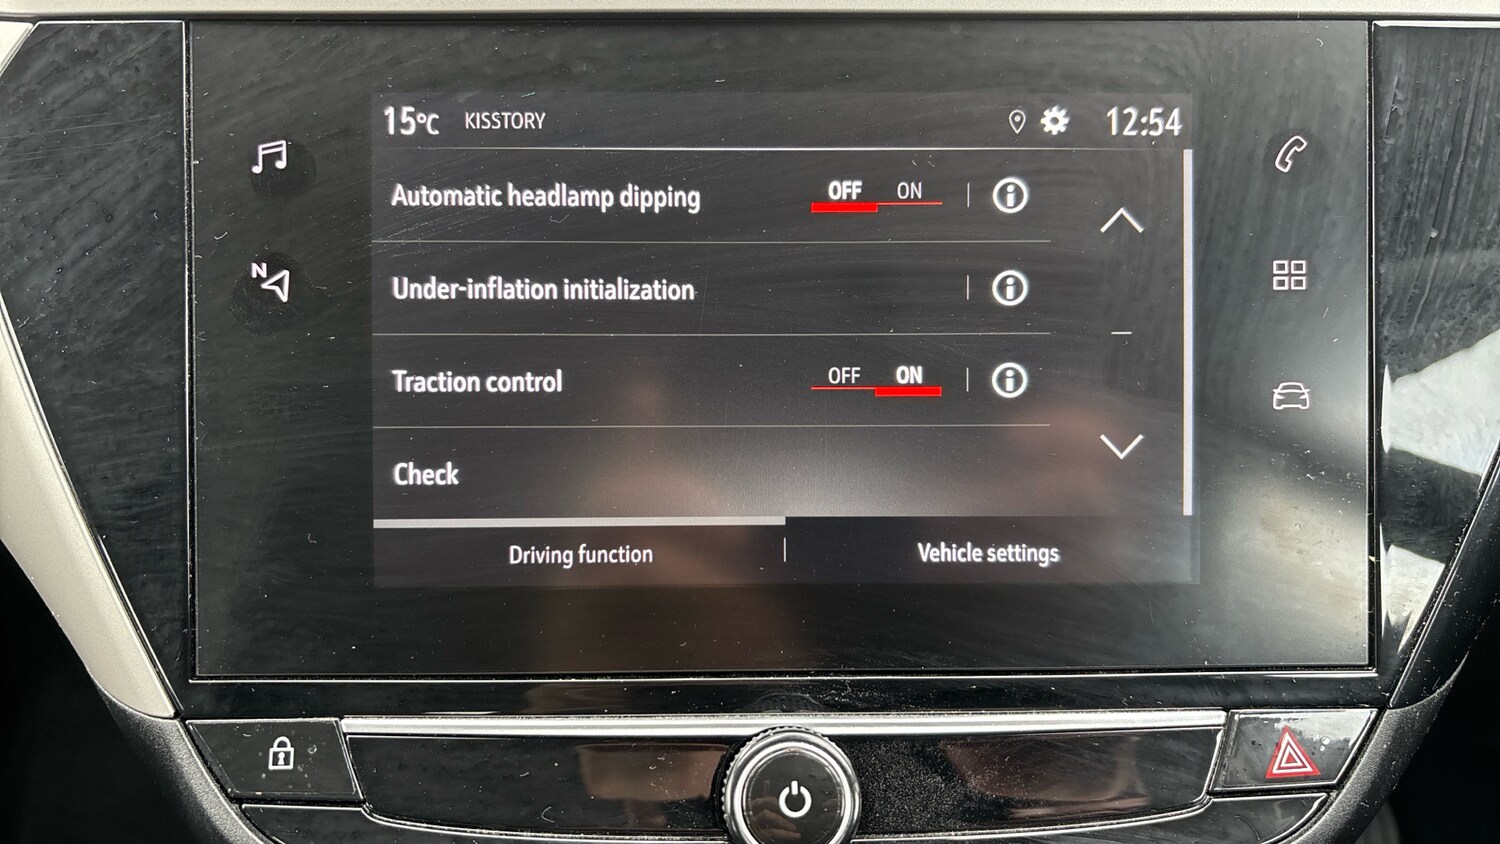 15°C KISSTORY 12:54
Automatic headlamp dipping OFF ON
N
Under-inflation initialization
Traction control OFF ON
Check
Driving function Vehicle settings